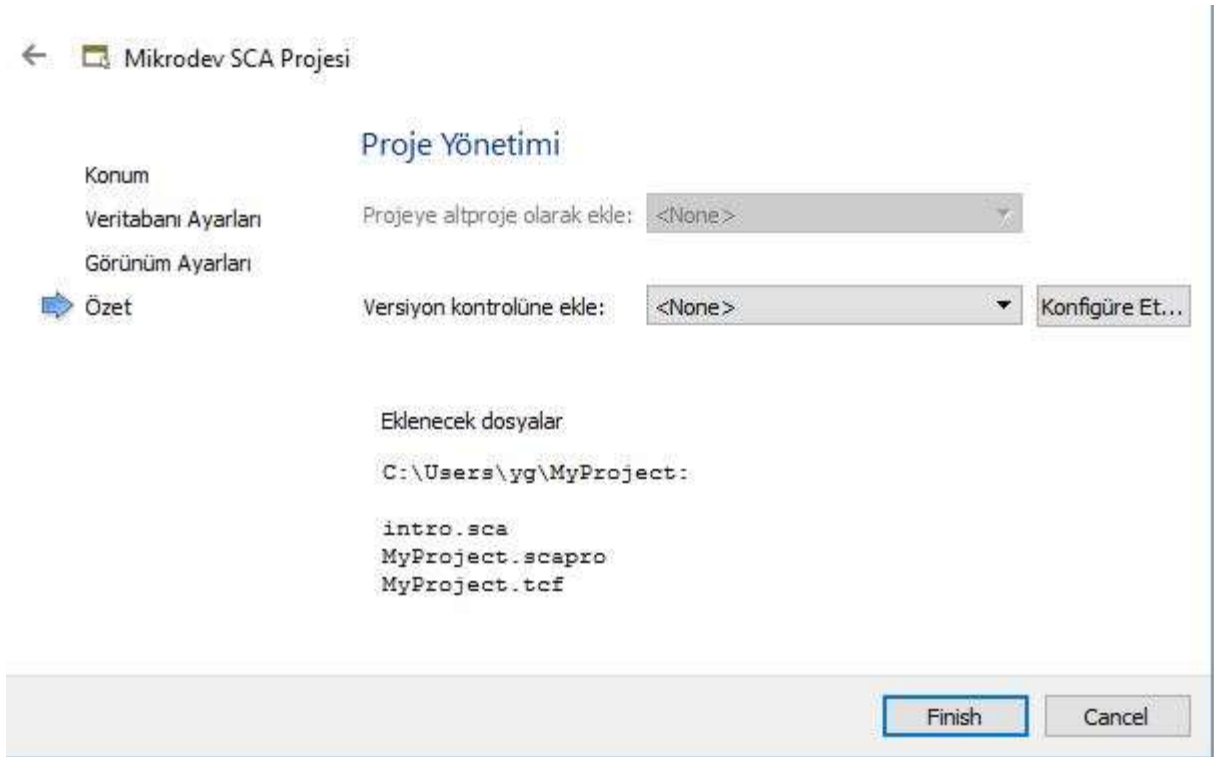 Mikrodev SCA Projesi
Konum
Veritabanı Ayarları
Görünüm Ayarları
Özet
Proje Yönetimi
Projeye altproje olarak ekle: <None>
Versiyon kontrolüne ekle: <None> Konfigüre Et...
Eklenecek dosyalar
C:\Users\yg\MyProject:
intro.sca
MyProject.scapro
MyProject.tcf
Finish Cancel